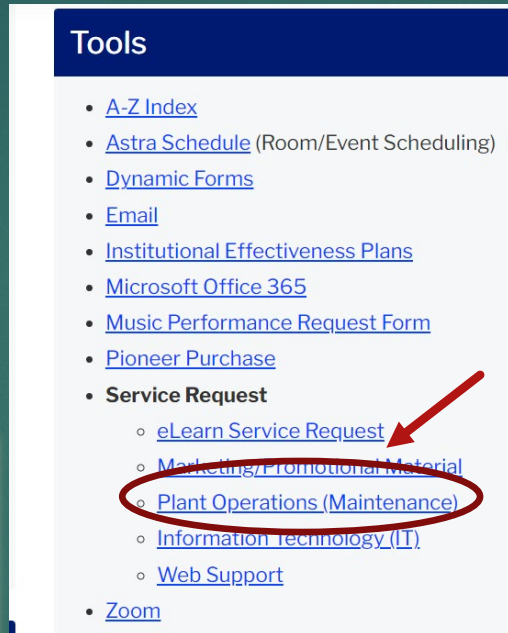 Tools
A-Z Index
Astra Schedule (Room/Event Scheduling)
Dynamic Forms
Email
Institutional Effectiveness Plans
Microsoft Office 365
Music Performance Request Form
Pioneer Purchase
Service Request
eLearn Service Request
Marketing/Promotional Material
Plant Operations (Maintenance)
Information Technology (IT)
Web Support
Zoom